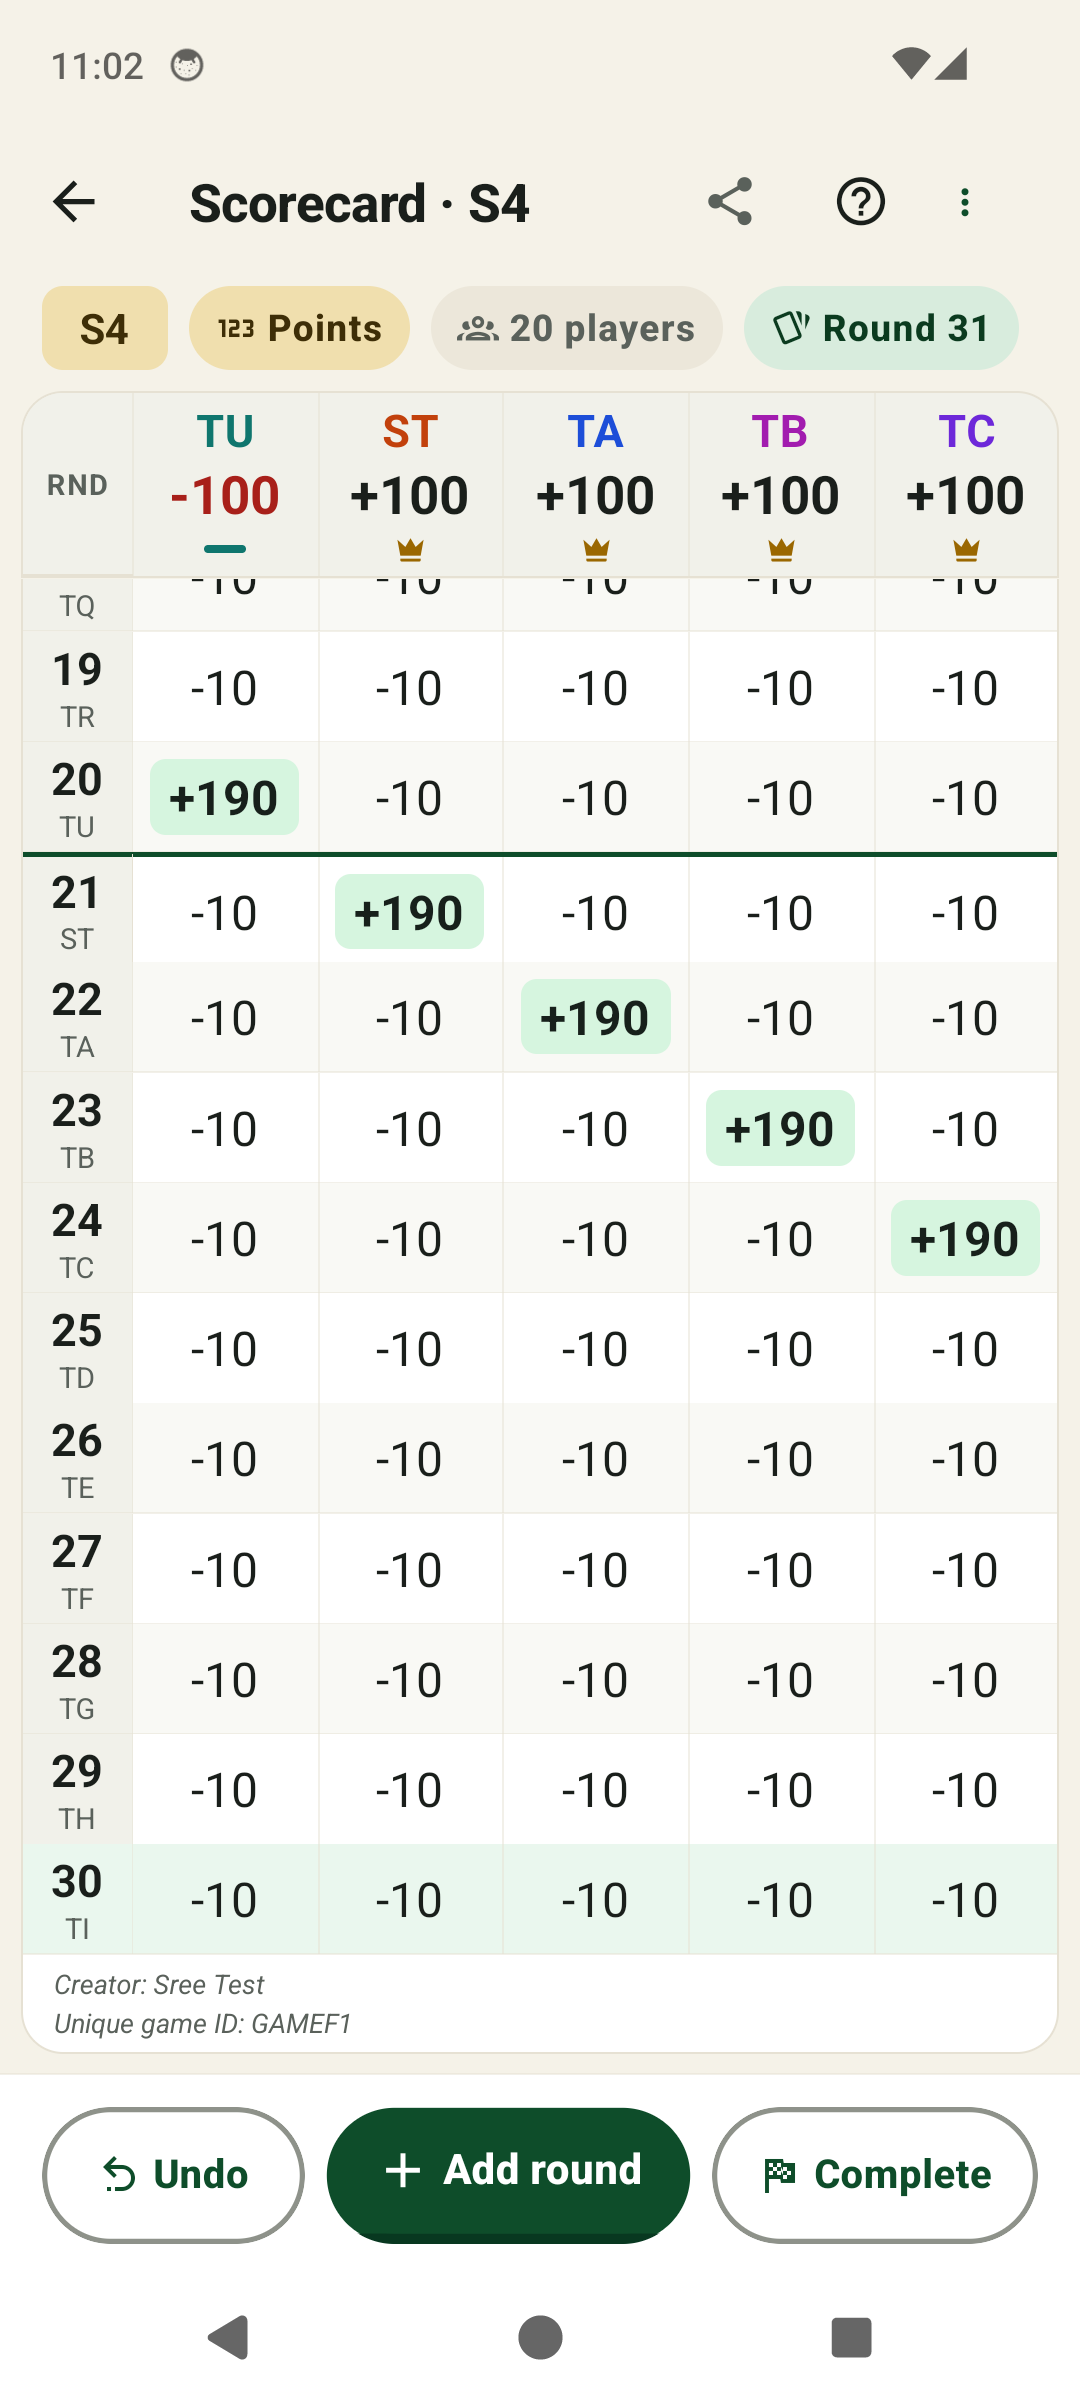 11:02
Scorecard · S4
S4 123 Points 20 players Round 31
RND TU ST TA TB TC
-100 +100 +100 +100 +100
TQ -10 -10 -10 -10 -10
19 TR -10 -10 -10 -10 -10
20 TU +190 -10 -10 -10 -10
21 ST -10 +190 -10 -10 -10
22 TA -10 -10 +190 -10 -10
23 TB -10 -10 -10 +190 -10
24 TC -10 -10 -10 -10 +190
25 TD -10 -10 -10 -10 -10
26 TE -10 -10 -10 -10 -10
27 TF -10 -10 -10 -10 -10
28 TG -10 -10 -10 -10 -10
29 TH -10 -10 -10 -10 -10
30 TI -10 -10 -10 -10 -10
Creator: Sree Test
Unique game ID: GAMEF1
Undo + Add round Complete